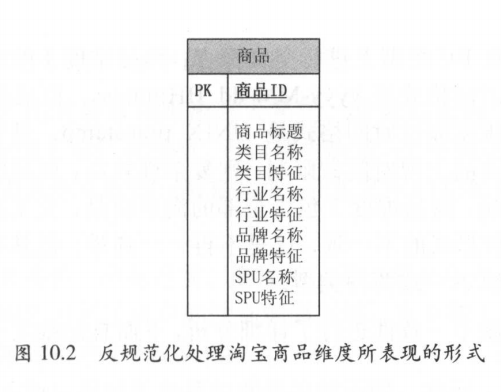 商品
PK 商品ID
商品标题
类目名称
类目特征
行业名称
行业特征
品牌名称
品牌特征
SPU名称
SPU特征
图 10.2 反规范化处理淘宝商品维度所表现的形式